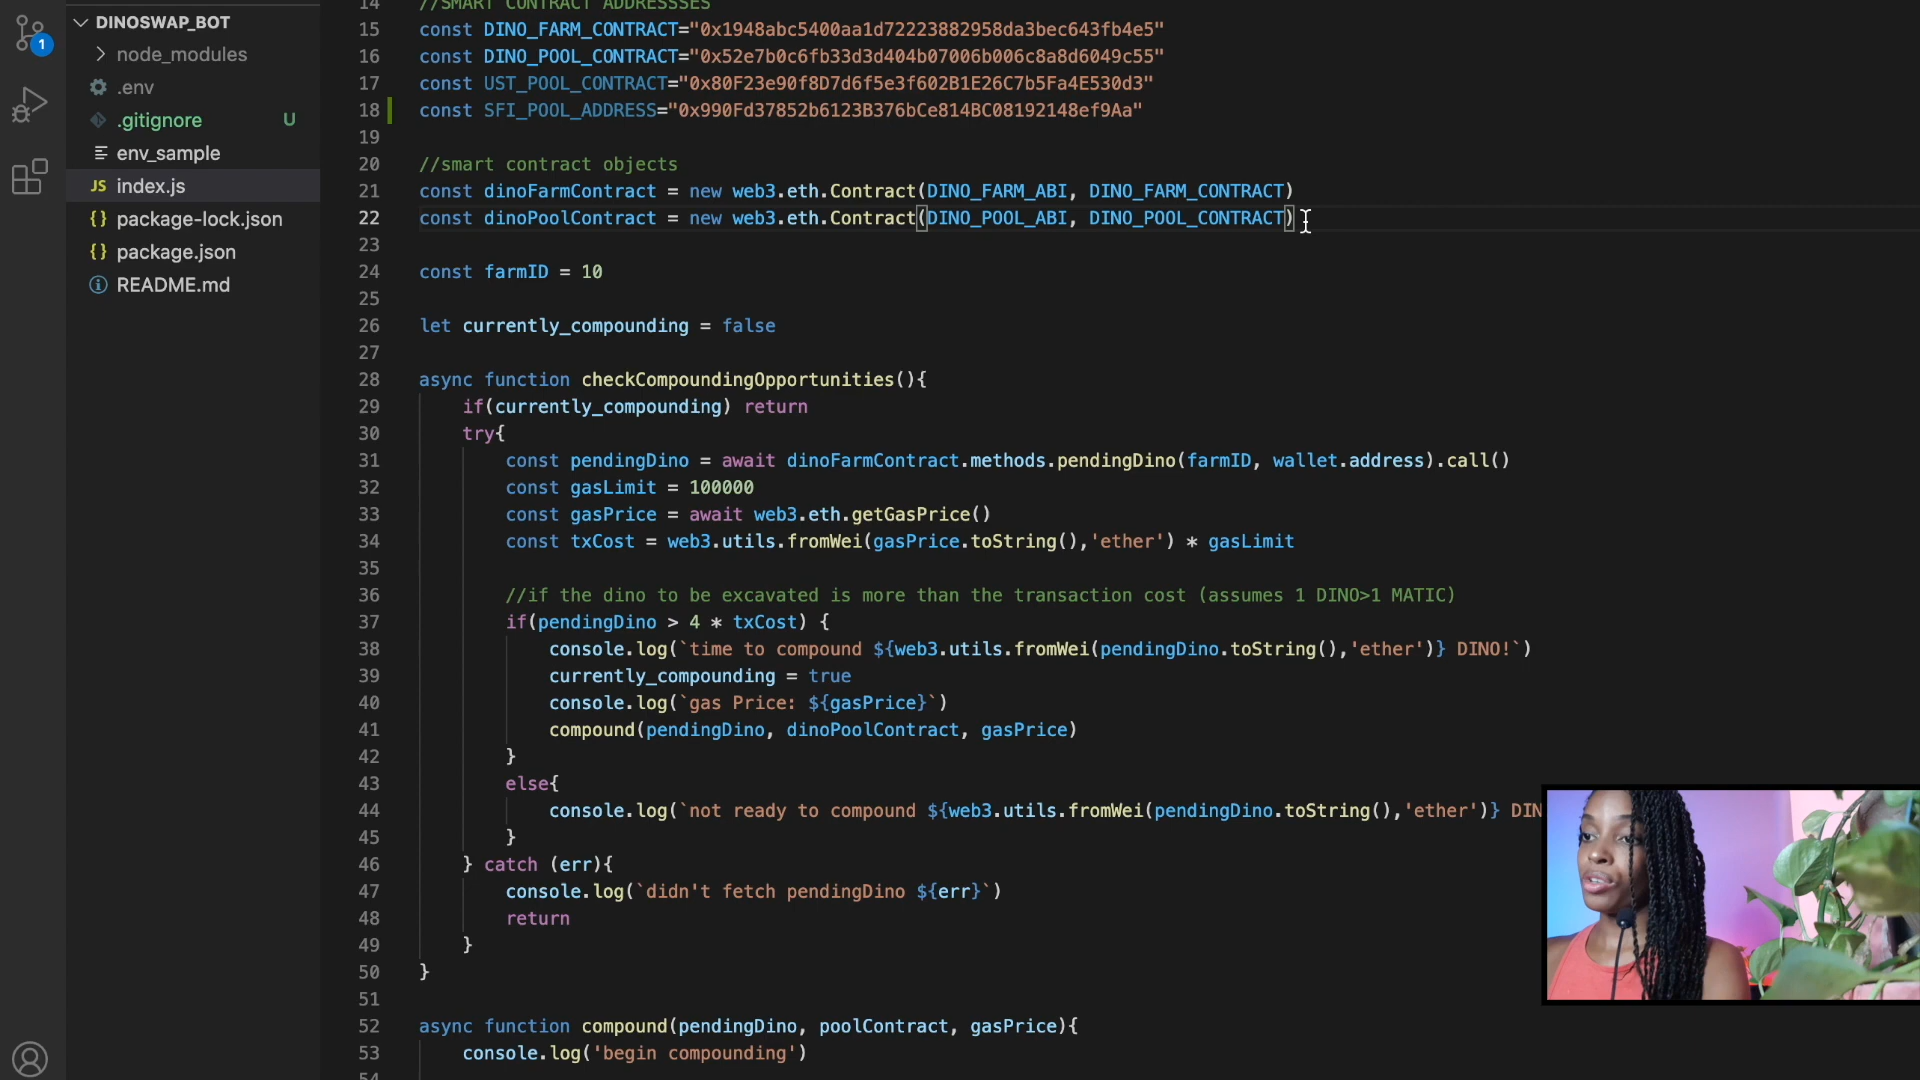 DINOSWAP_BOT
node_modules
.env
.gitignore U
env_sample
JS index.js
{} package-lock.json
{} package.json
README.md
1
14 //SMART CONTRACT ADDRESSSES
15 const DINO_FARM_CONTRACT="0x1948abc5400aa1d72223882958da3bec643fb4e5"
16 const DINO_POOL_CONTRACT="0x52e7b0c6fb33d3d404b07006b006c8a8d6049c55"
17 const UST_POOL_CONTRACT="0x80F23e90f8D7d6f5e3f602B1E26C7b5Fa4E530d3"
18 const SFI_POOL_ADDRESS="0x990Fd37852b6123B376bCe814BC08192148ef9Aa"
19
20 //smart contract objects
21 const dinoFarmContract = new web3.eth.Contract(DINO_FARM_ABI, DINO_FARM_CONTRACT)
22 const dinoPoolContract = new web3.eth.Contract(DINO_POOL_ABI, DINO_POOL_CONTRACT)
23
24 const farmID = 10
25
26 let currently_compounding = false
27
28 async function checkCompoundingOpportunities(){
29 if(currently_compounding) return
30 try{
31 const pendingDino = await dinoFarmContract.methods.pendingDino(farmID, wallet.address).call()
32 const gasLimit = 100000
33 const gasPrice = await web3.eth.getGasPrice()
34 const txCost = web3.utils.fromWei(gasPrice.toString(),'ether') * gasLimit
35
36 //if the dino to be excavated is more than the transaction cost (assumes 1 DINO>1 MATIC)
37 if(pendingDino > 4 * txCost) {
38 console.log(`time to compound ${web3.utils.fromWei(pendingDino.toString(),'ether')} DINO!`)
39 currently_compounding = true
40 console.log(`gas Price: ${gasPrice}`)
41 compound(pendingDino, dinoPoolContract, gasPrice)
42 }
43 else{
44 console.log(`not ready to compound ${web3.utils.fromWei(pendingDino.toString(),'ether')} DIN
45 }
46 } catch (err){
47 console.log(`didn't fetch pendingDino ${err}`)
48 return
49 }
50 }
51
52 async function compound(pendingDino, poolContract, gasPrice){
53 console.log('begin compounding')
54